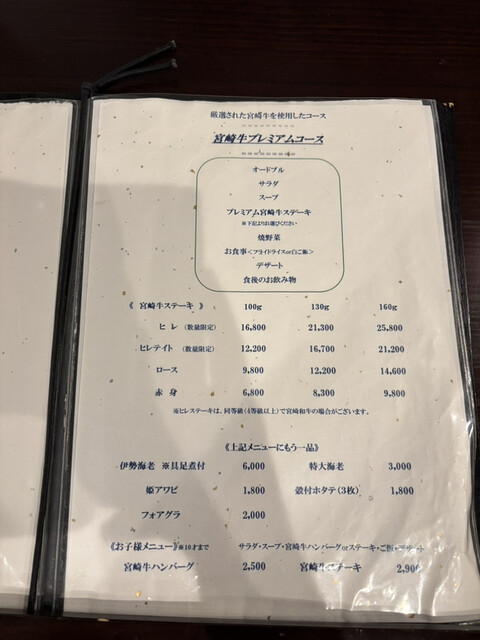 厳選された宮崎牛を使用したコース
宮崎牛プレミアムコース
オードブル
サラダ
スープ
プレミアム宮崎牛ステーキ
※下記よりお選びください
焼野菜
お食事<フライドライスor白ご飯>
デザート
食後のお飲み物
《 宮崎牛ステーキ 》 100g 130g 160g
ヒレ (数量限定) 16,800 21,300 25,800
ヒレテイト (数量限定) 12,200 16,700 21,200
ロース 9,800 12,200 14,600
赤 身 6,800 8,300 9,800
※ヒレステーキは、同等級(4等級以上)で宮崎和牛の場合がございます。
《上記メニューにもう一品》
伊勢海老 ※具足煮付 6,000 特大海老 3,000
姫アワビ 1,800 殻付ホタテ(3枚) 1,800
フォアグラ 2,000
《お子様メニュー》※10才まで サラダ・スープ・宮崎牛ハンバーグorステーキ・ご飯・デザート
宮崎牛ハンバーグ 2,500 宮崎牛ステーキ 2,900